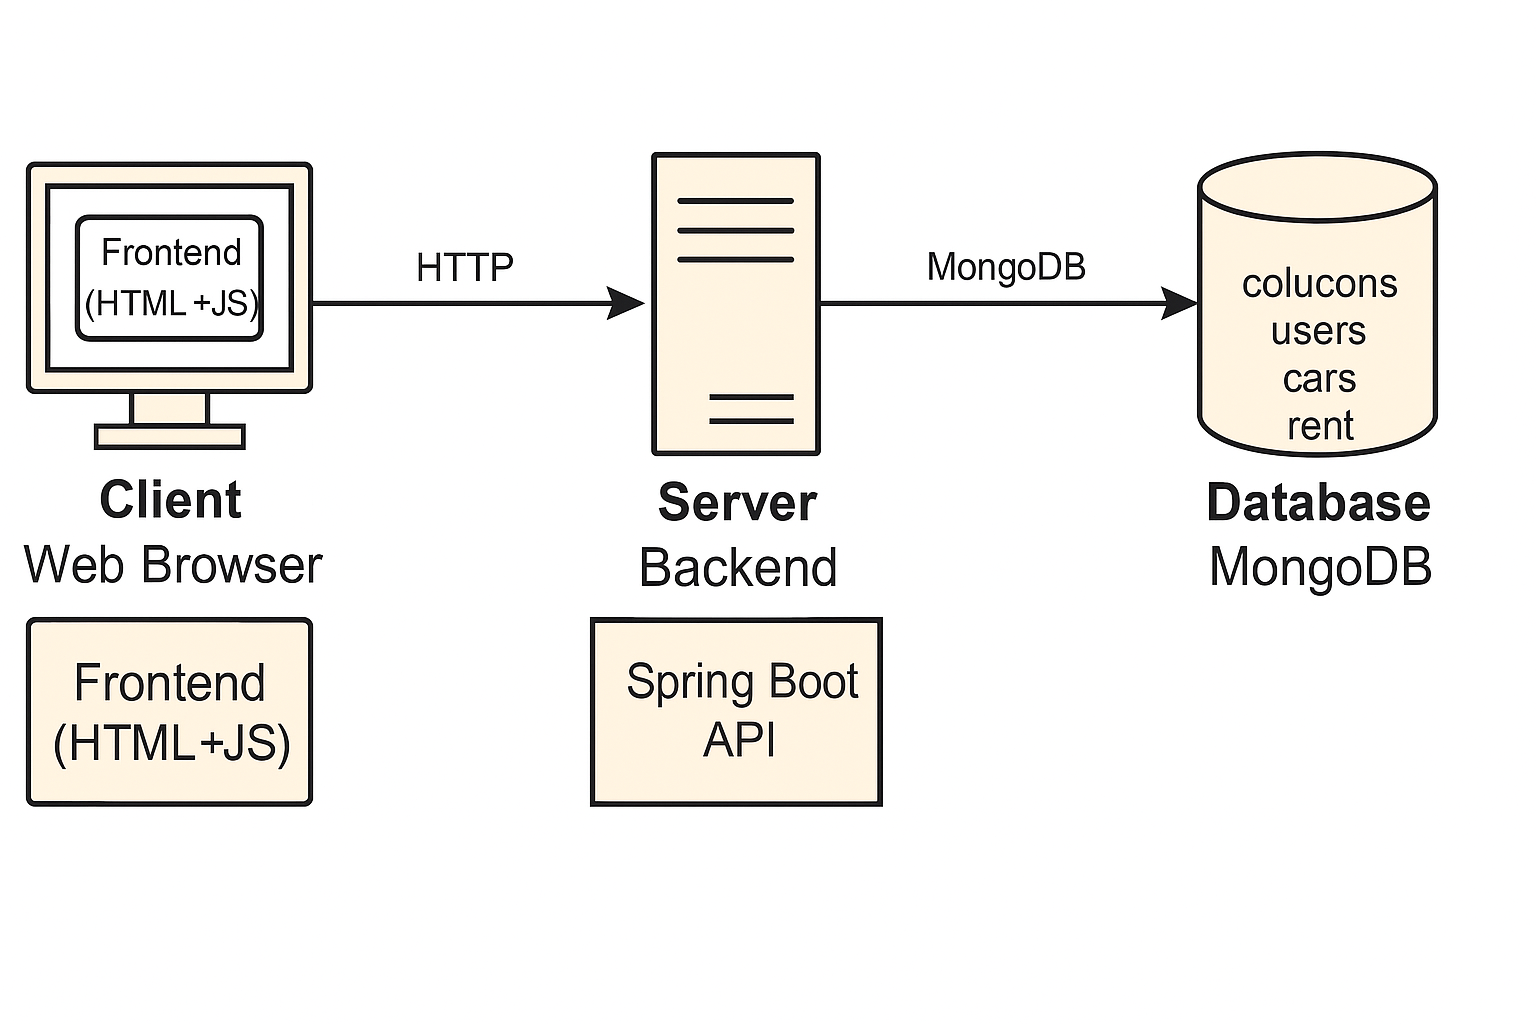 Frontend
(HTML+JS)
HTTP
MongoDB
colucons
users
cars
rent
Client
Web Browser
Server
Backend
Database
MongoDB
Frontend
(HTML+JS)
Spring Boot
API